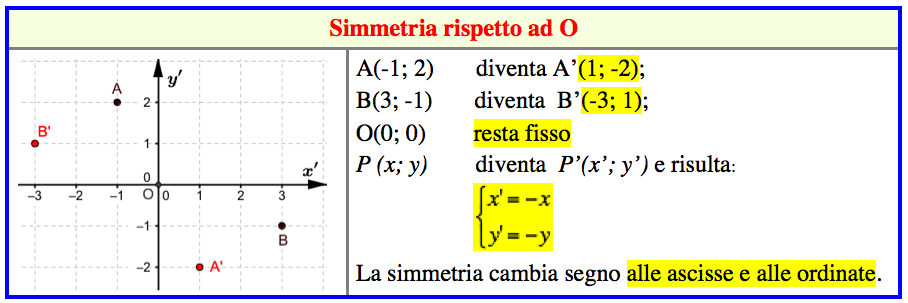 Simmetria rispetto ad O
A(-1; 2) diventa A'(1; -2);
B(3; -1) diventa B'(-3; 1);
O(0; 0) resta fisso
P (x; y) diventa P'(x'; y') e risulta:
x' = −x
y' = −y
La simmetria cambia segno alle ascisse e alle ordinate.
y'
A
2
B'
1
x'
0
−3 −2 −1 O 0 1 2 3
−1
B
−2
A'